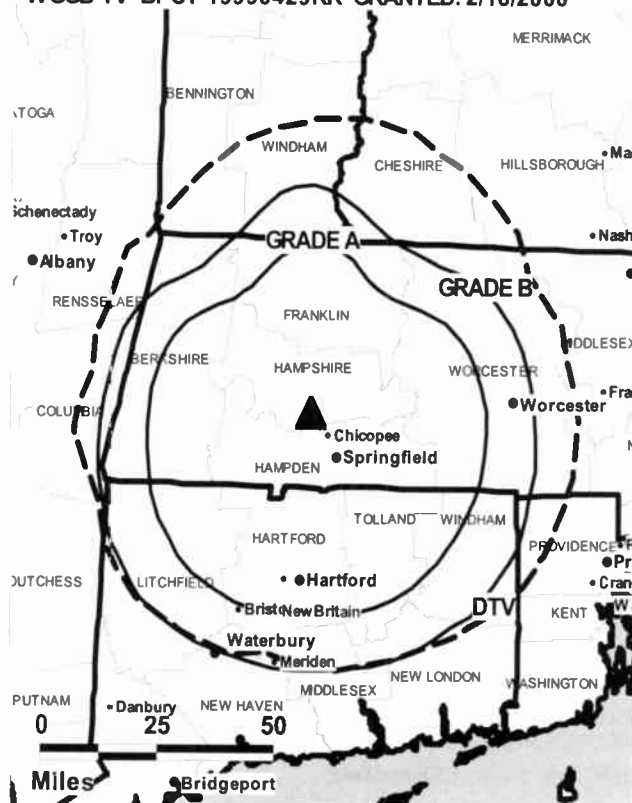 MERRIMACK
BENNINGTON
WINDHAM
CHESHIRE
HILLSBOROUGH
Schenectady
Troy
Albany
GRADE A
GRADE B
RENSSELAER
FRANKLIN
BERKSHIRE
HAMPSHIRE
WORCESTER
Worcester
COLUMBIA
Chicopee
Springfield
HAMPDEN
TOLLAND
WINDHAM
HARTFORD
PROVIDENCE
LITCHFIELD
Hartford
KENT
New Britain
DTV
Waterbury
Meriden
NEW LONDON
WASHINGTON
MIDDLESEX
PUTNAM
Danbury
NEW HAVEN
0 25 50
Miles
Bridgeport